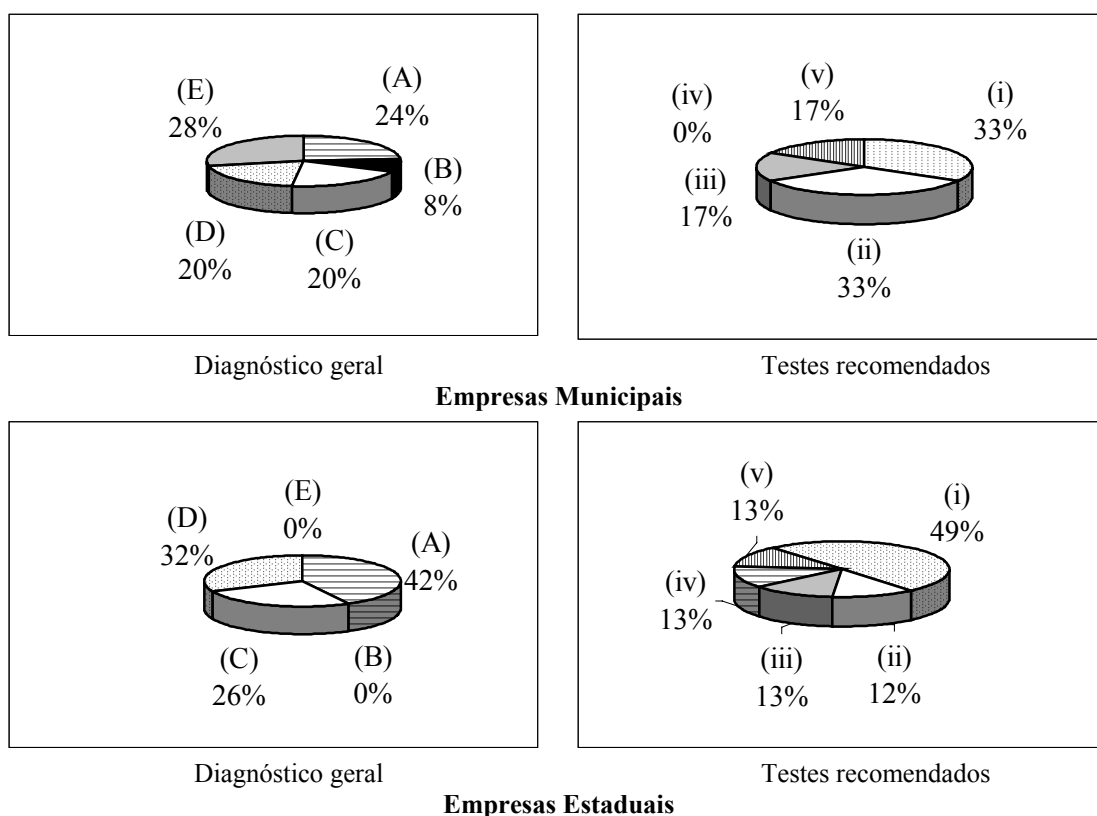 (A)
24%
(B)
8%
(C)
20%
(D)
20%
(E)
28%
Diagnóstico geral
(i)
33%
(ii)
33%
(iii)
17%
(iv)
0%
(v)
17%
Testes recomendados
Empresas Municipais
(A)
42%
(B)
0%
(C)
26%
(D)
32%
(E)
0%
Diagnóstico geral
(i)
49%
(ii)
12%
(iii)
13%
(iv)
13%
(v)
13%
Testes recomendados
Empresas Estaduais